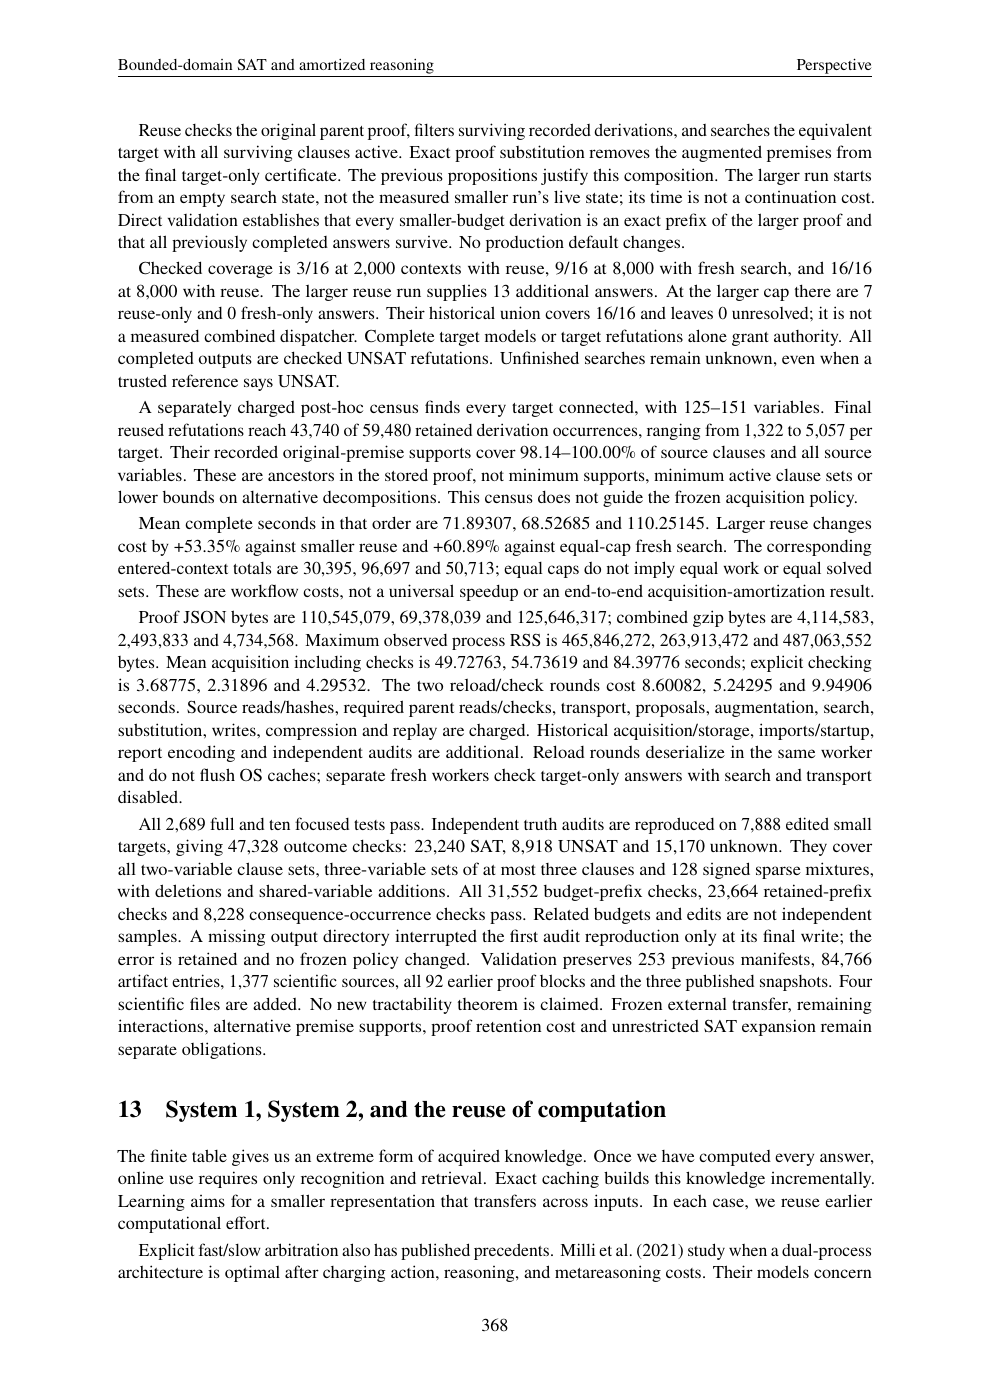 Bounded-domain SAT and amortized reasoning Perspective
Reuse checks the original parent proof, filters surviving recorded derivations, and searches the equivalent
target with all surviving clauses active. Exact proof substitution removes the augmented premises from
the final target-only certificate. The previous propositions justify this composition. The larger run starts
from an empty search state, not the measured smaller run's live state; its time is not a continuation cost.
Direct validation establishes that every smaller-budget derivation is an exact prefix of the larger proof and
that all previously completed answers survive. No production default changes.
Checked coverage is 3/16 at 2,000 contexts with reuse, 9/16 at 8,000 with fresh search, and 16/16
at 8,000 with reuse. The larger reuse run supplies 13 additional answers. At the larger cap there are 7
reuse-only and 0 fresh-only answers. Their historical union covers 16/16 and leaves 0 unresolved; it is not
a measured combined dispatcher. Complete target models or target refutations alone grant authority. All
completed outputs are checked UNSAT refutations. Unfinished searches remain unknown, even when a
trusted reference says UNSAT.
A separately charged post-hoc census finds every target connected, with 125–151 variables. Final
reused refutations reach 43,740 of 59,480 retained derivation occurrences, ranging from 1,322 to 5,057 per
target. Their recorded original-premise supports cover 98.14–100.00% of source clauses and all source
variables. These are ancestors in the stored proof, not minimum supports, minimum active clause sets or
lower bounds on alternative decompositions. This census does not guide the frozen acquisition policy.
Mean complete seconds in that order are 71.89307, 68.52685 and 110.25145. Larger reuse changes
cost by +53.35% against smaller reuse and +60.89% against equal-cap fresh search. The corresponding
entered-context totals are 30,395, 96,697 and 50,713; equal caps do not imply equal work or equal solved
sets. These are workflow costs, not a universal speedup or an end-to-end acquisition-amortization result.
Proof JSON bytes are 110,545,079, 69,378,039 and 125,646,317; combined gzip bytes are 4,114,583,
2,493,833 and 4,734,568. Maximum observed process RSS is 465,846,272, 263,913,472 and 487,063,552
bytes. Mean acquisition including checks is 49.72763, 54.73619 and 84.39776 seconds; explicit checking
is 3.68775, 2.31896 and 4.29532. The two reload/check rounds cost 8.60082, 5.24295 and 9.94906
seconds. Source reads/hashes, required parent reads/checks, transport, proposals, augmentation, search,
substitution, writes, compression and replay are charged. Historical acquisition/storage, imports/startup,
report encoding and independent audits are additional. Reload rounds deserialize in the same worker
and do not flush OS caches; separate fresh workers check target-only answers with search and transport
disabled.
All 2,689 full and ten focused tests pass. Independent truth audits are reproduced on 7,888 edited small
targets, giving 47,328 outcome checks: 23,240 SAT, 8,918 UNSAT and 15,170 unknown. They cover
all two-variable clause sets, three-variable sets of at most three clauses and 128 signed sparse mixtures,
with deletions and shared-variable additions. All 31,552 budget-prefix checks, 23,664 retained-prefix
checks and 8,228 consequence-occurrence checks pass. Related budgets and edits are not independent
samples. A missing output directory interrupted the first audit reproduction only at its final write; the
error is retained and no frozen policy changed. Validation preserves 253 previous manifests, 84,766
artifact entries, 1,377 scientific sources, all 92 earlier proof blocks and the three published snapshots. Four
scientific files are added. No new tractability theorem is claimed. Frozen external transfer, remaining
interactions, alternative premise supports, proof retention cost and unrestricted SAT expansion remain
separate obligations.
13 System 1, System 2, and the reuse of computation
The finite table gives us an extreme form of acquired knowledge. Once we have computed every answer,
online use requires only recognition and retrieval. Exact caching builds this knowledge incrementally.
Learning aims for a smaller representation that transfers across inputs. In each case, we reuse earlier
computational effort.
Explicit fast/slow arbitration also has published precedents. Milli et al. (2021) study when a dual-process
architecture is optimal after charging action, reasoning, and metareasoning costs. Their models concern
368